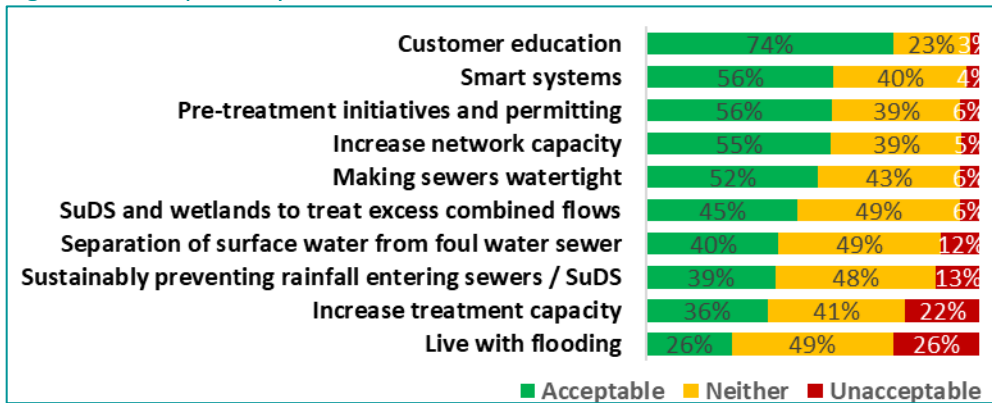 Customer education 74% 23% 3%
Smart systems 56% 40% 4%
Pre-treatment initiatives and permitting 56% 39% 6%
Increase network capacity 55% 39% 5%
Making sewers watertight 52% 43% 6%
SuDS and wetlands to treat excess combined flows 45% 49% 6%
Separation of surface water from foul water sewer 40% 49% 12%
Sustainably preventing rainfall entering sewers / SuDS 39% 48% 13%
Increase treatment capacity 36% 41% 22%
Live with flooding 26% 49% 26%
Acceptable Neither Unacceptable